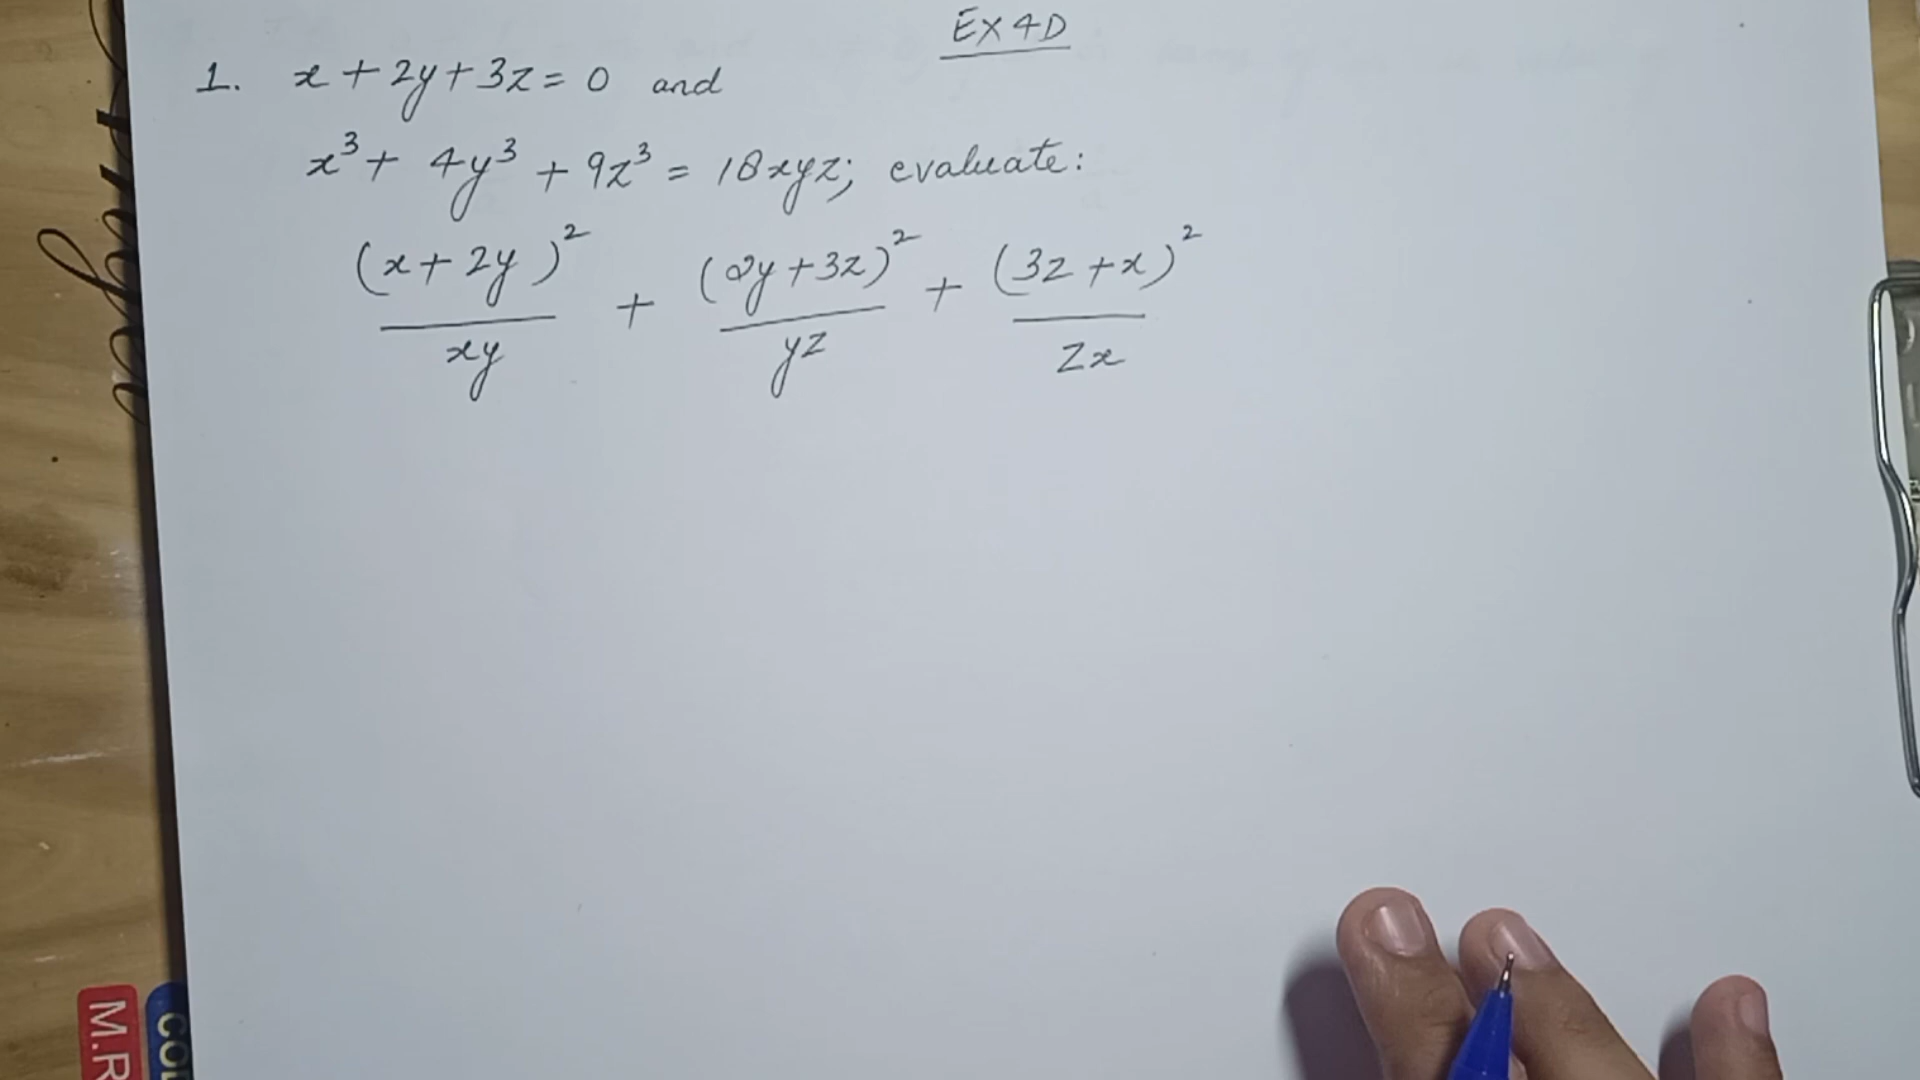 EX 4D
1. x + 2y + 3z = 0 and
x³ + 4y³ + 9z³ = 18xyz; evaluate:
(x + 2y)²/xy + (2y + 3z)²/yz + (3z + x)²/zx
M.R
COL